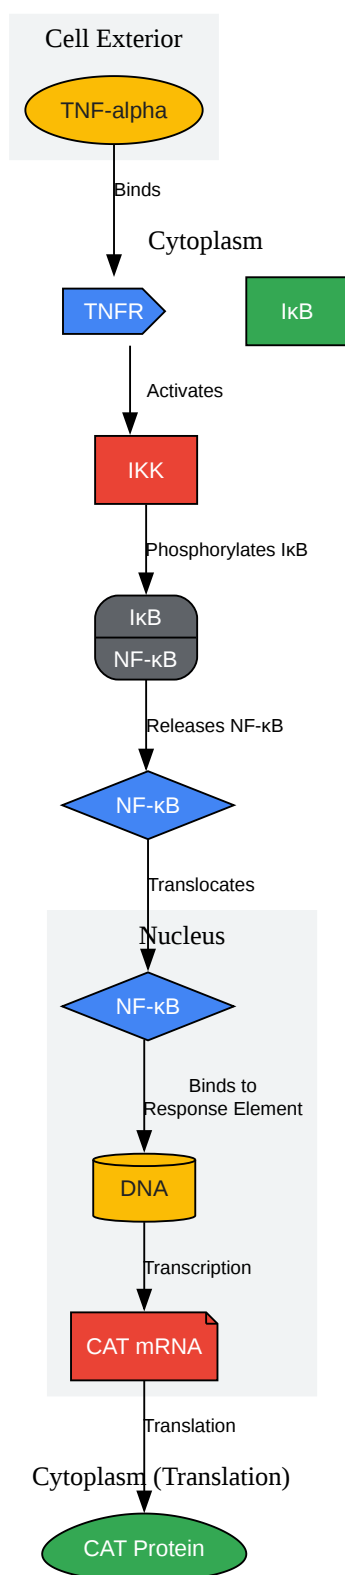 Cell Exterior
TNF-alpha
Binds
Cytoplasm
TNFR
IκB
Activates
IKK
Phosphorylates IκB
IκB
NF-κB
Releases NF-κB
NF-κB
Translocates
Nucleus
NF-κB
Binds to
Response Element
DNA
Transcription
CAT mRNA
Translation
Cytoplasm (Translation)
CAT Protein